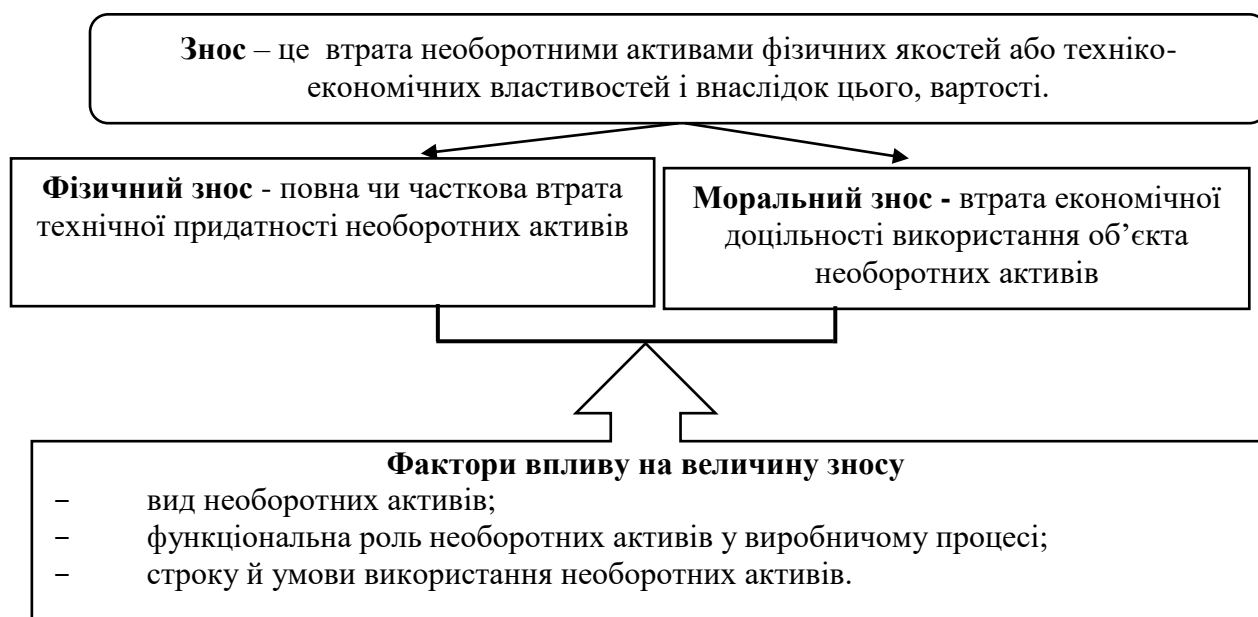 Знос – це втрата необоротними активами фізичних якостей або техніко-
економічних властивостей і внаслідок цього, вартості.
Фізичний знос - повна чи часткова втрата
технічної придатності необоротних активів
Моральний знос - втрата економічної
доцільності використання об’єкта
необоротних активів
Фактори впливу на величину зносу
– вид необоротних активів;
– функціональна роль необоротних активів у виробничому процесі;
– строку й умови використання необоротних активів.